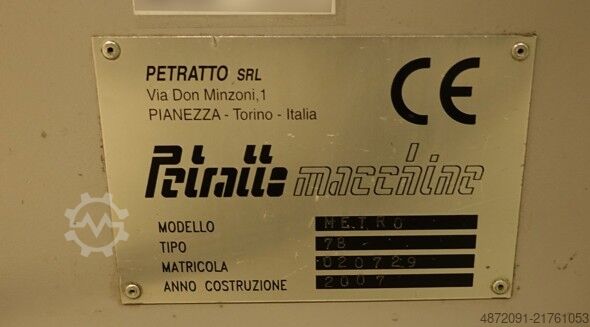 PETRATTO SRL
Via Don Minzoni,1
PIANEZZA - Torino - Italia
CE
Petratto macchine
MODELLO METRO
TIPO 7B
MATRICOLA 020729
ANNO COSTRUZIONE 2007
4872091-21761053